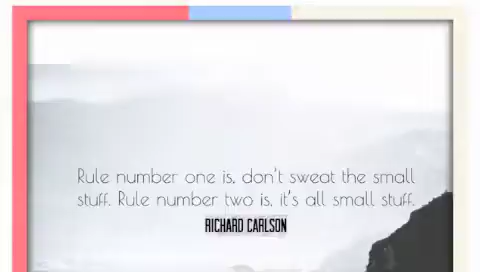 Rule number one is, don't sweat the small
stuff. Rule number two is, it's all small stuff.
RICHARD CARLSON